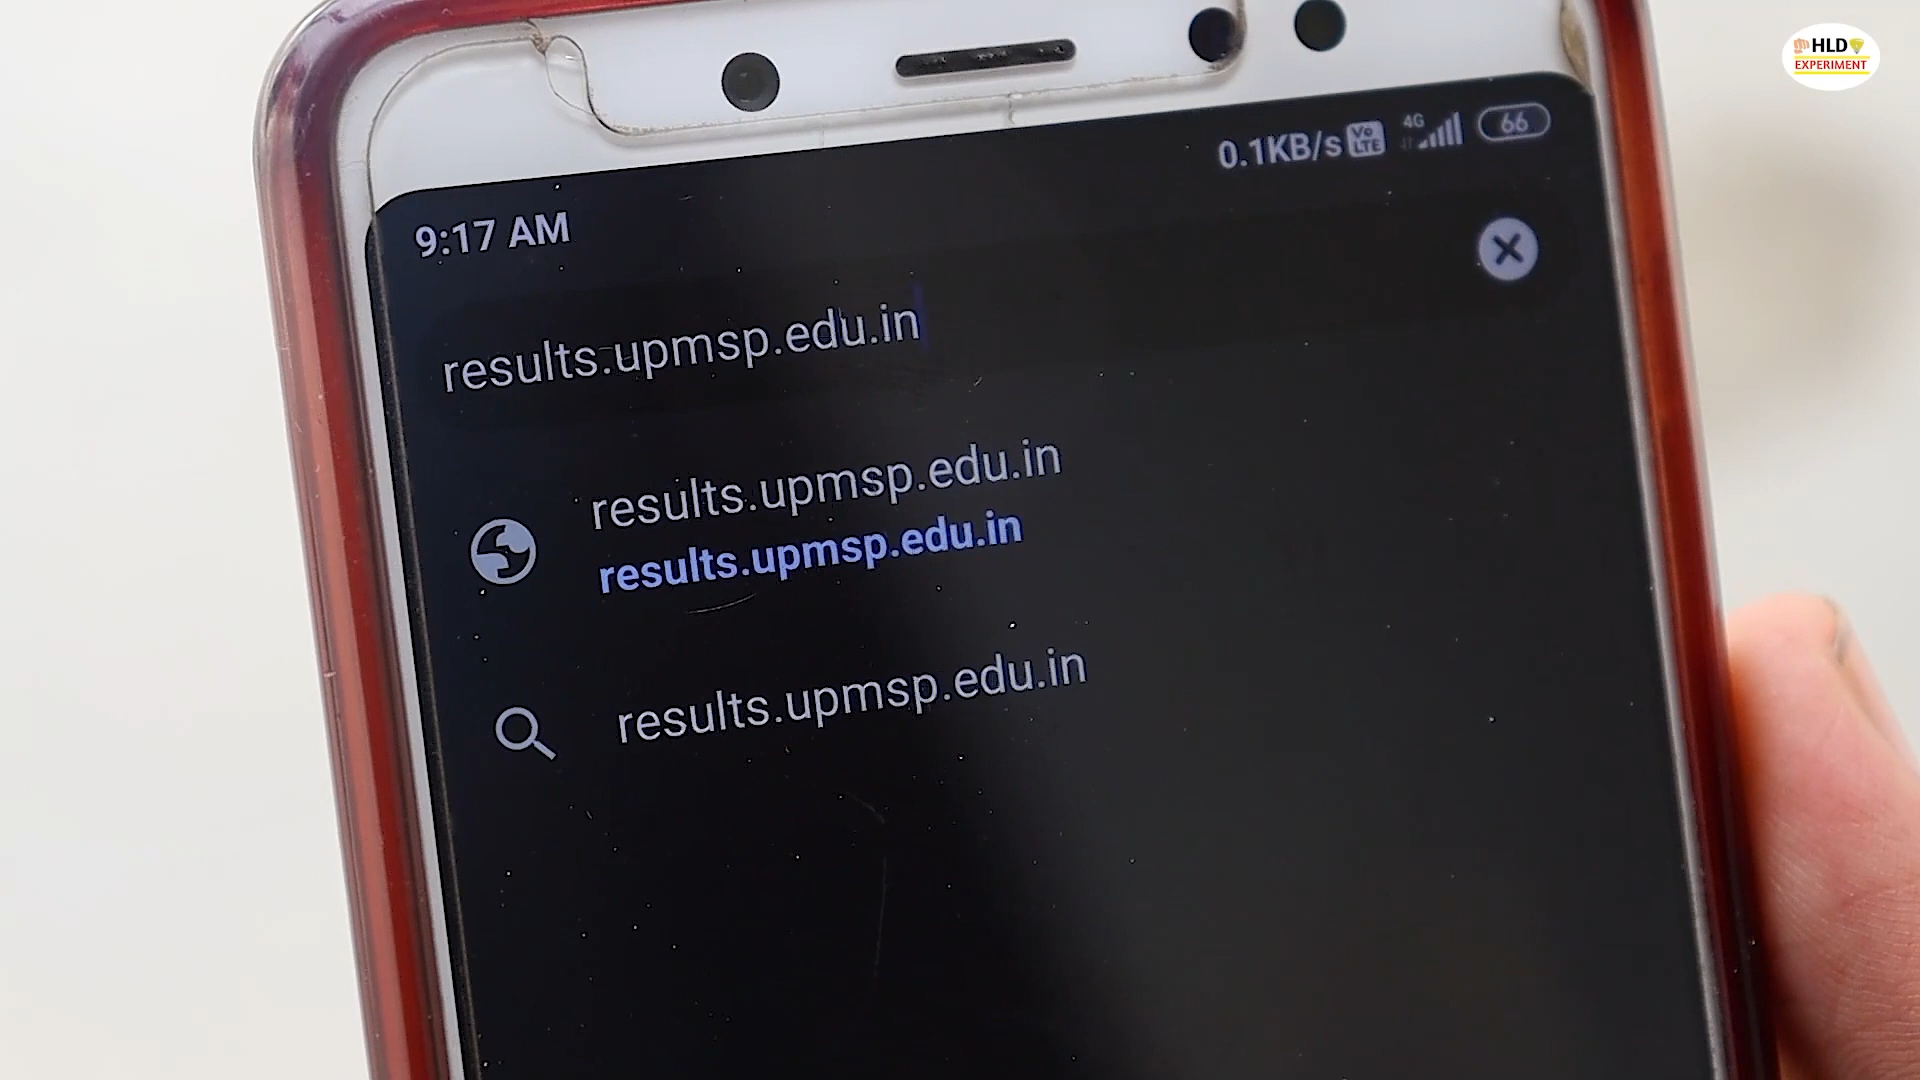 HLD
EXPERIMENT
0.1KB/s
Vo
LTE
4G
66
9:17 AM
results.upmsp.edu.in
results.upmsp.edu.in
results.upmsp.edu.in
results.upmsp.edu.in